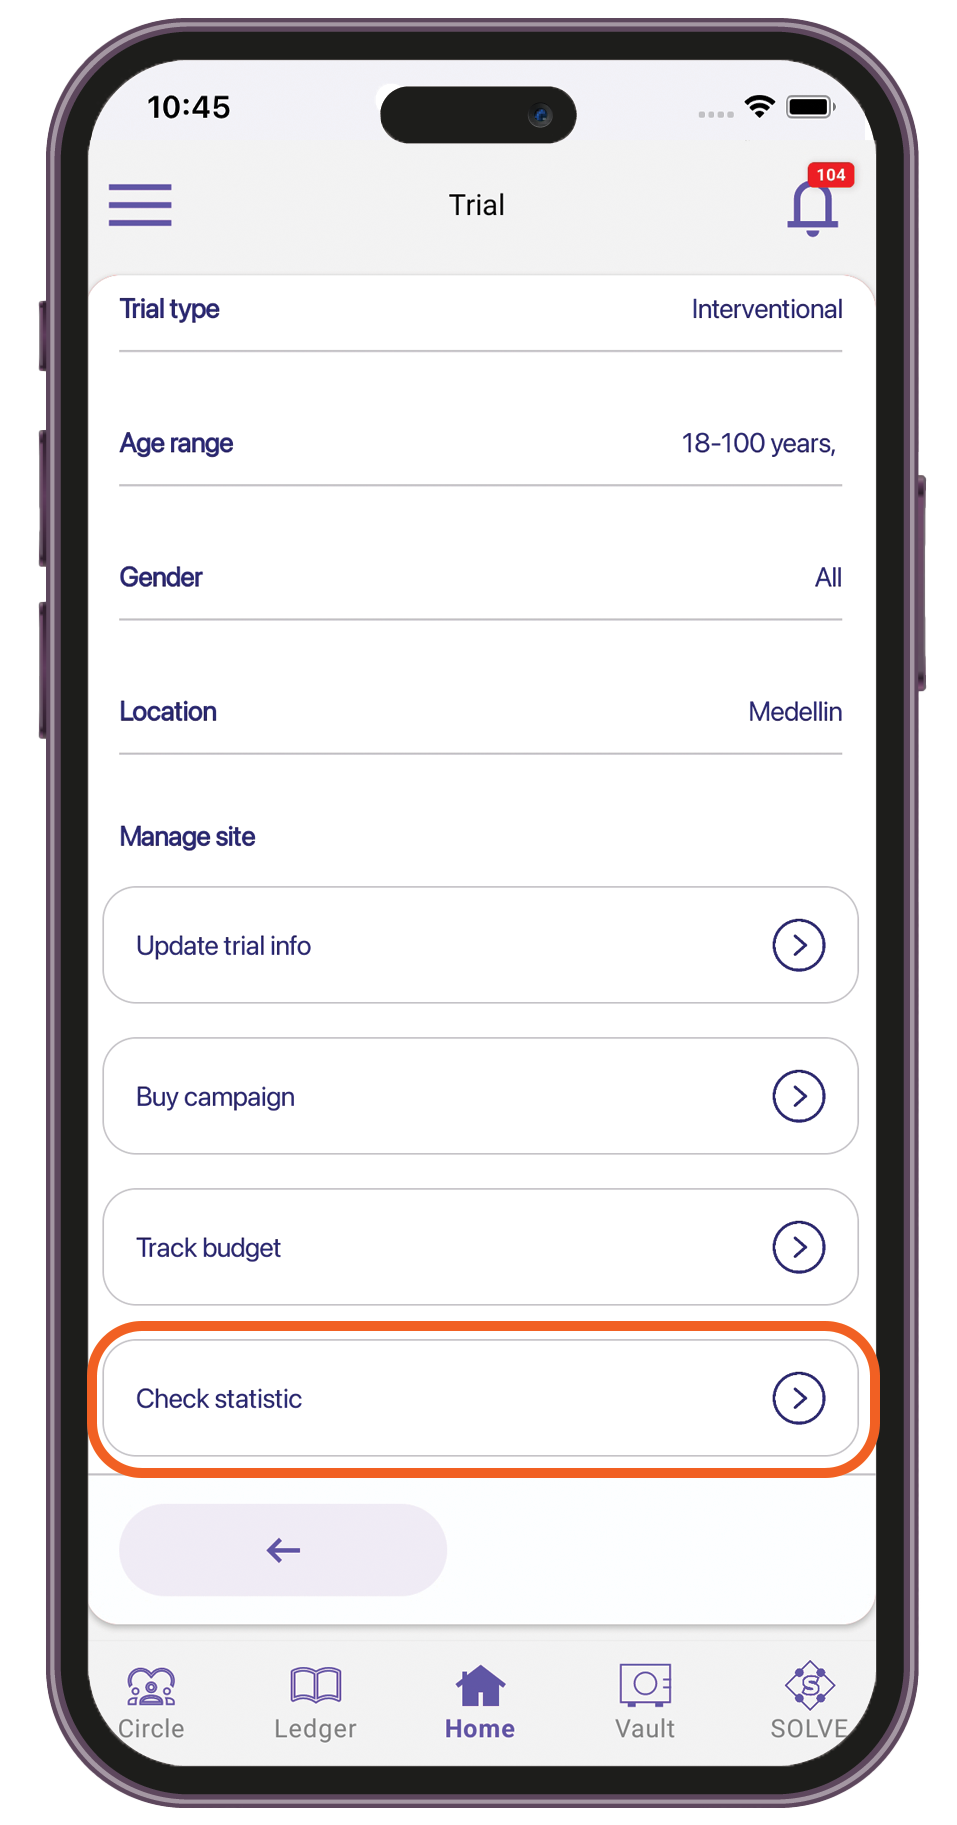 10:45
Trial
104
Trial type
Interventional
Age range
18-100 years,
Gender
All
Location
Medellin
Manage site
Update trial info
Buy campaign
Track budget
Check statistic
Circle
Ledger
Home
Vault
SOLVE